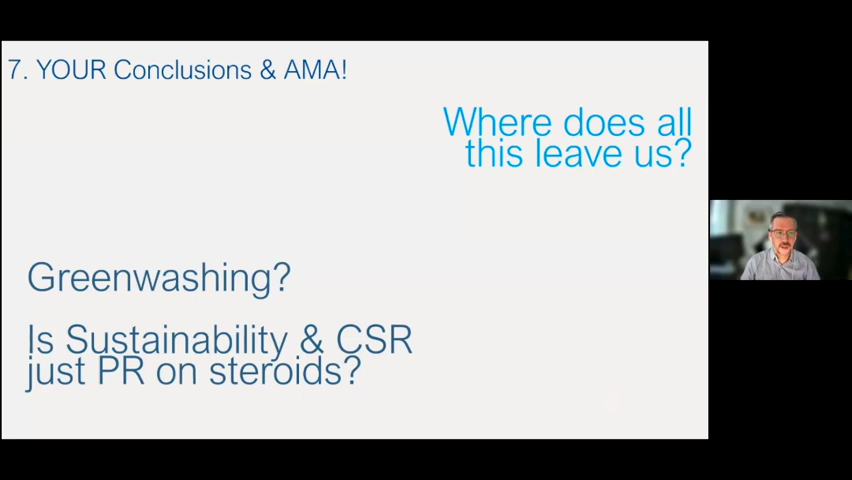 7. YOUR Conclusions & AMA!
Where does all
this leave us?
Greenwashing?
Is Sustainability & CSR
just PR on steroids?